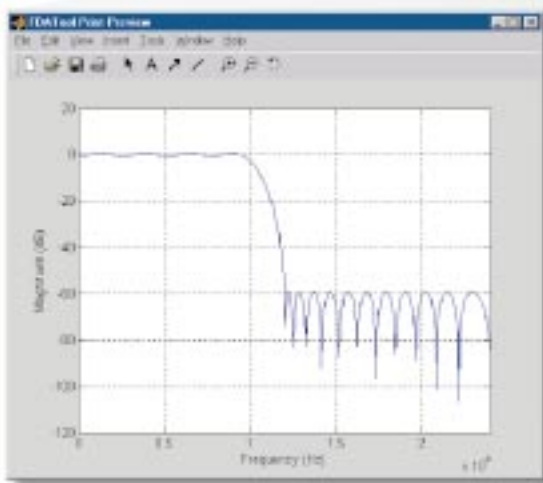 FDATool Print Preview
File Edit View Insert Tools Window Help
A
20
0
-20
-40
-60
-80
-100
-120
Magnitude (dB)
0 0.5 1 1.5 2
Frequency (Hz)